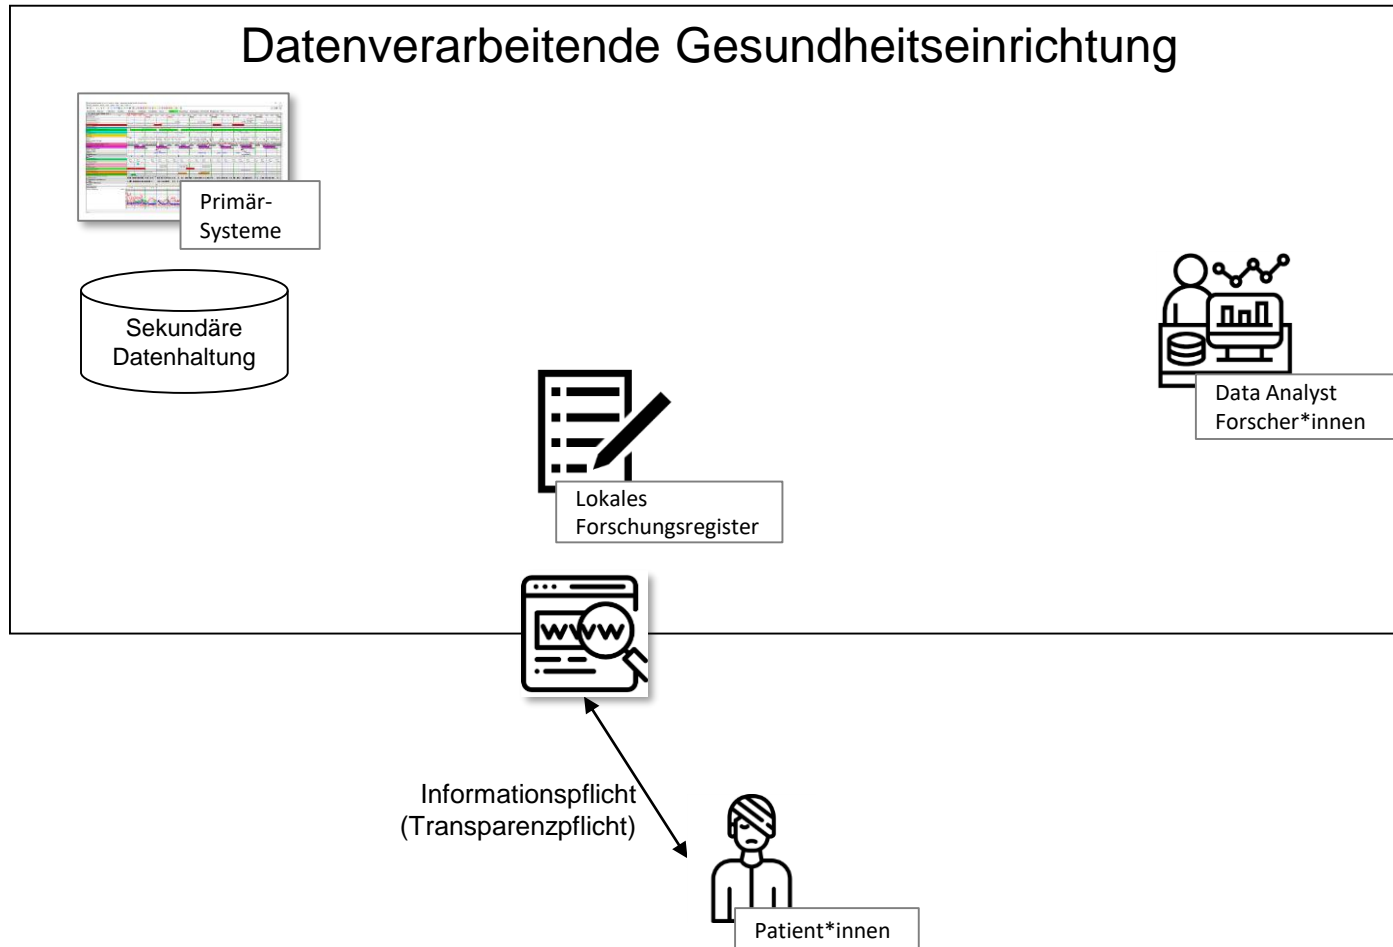 Datenverarbeitende Gesundheitseinrichtung
Primär-
Systeme
Sekundäre
Datenhaltung
Data Analyst
Forscher*innen
Lokales
Forschungsregister
www
Informationspflicht
(Transparenzpflicht)
Patient*innen